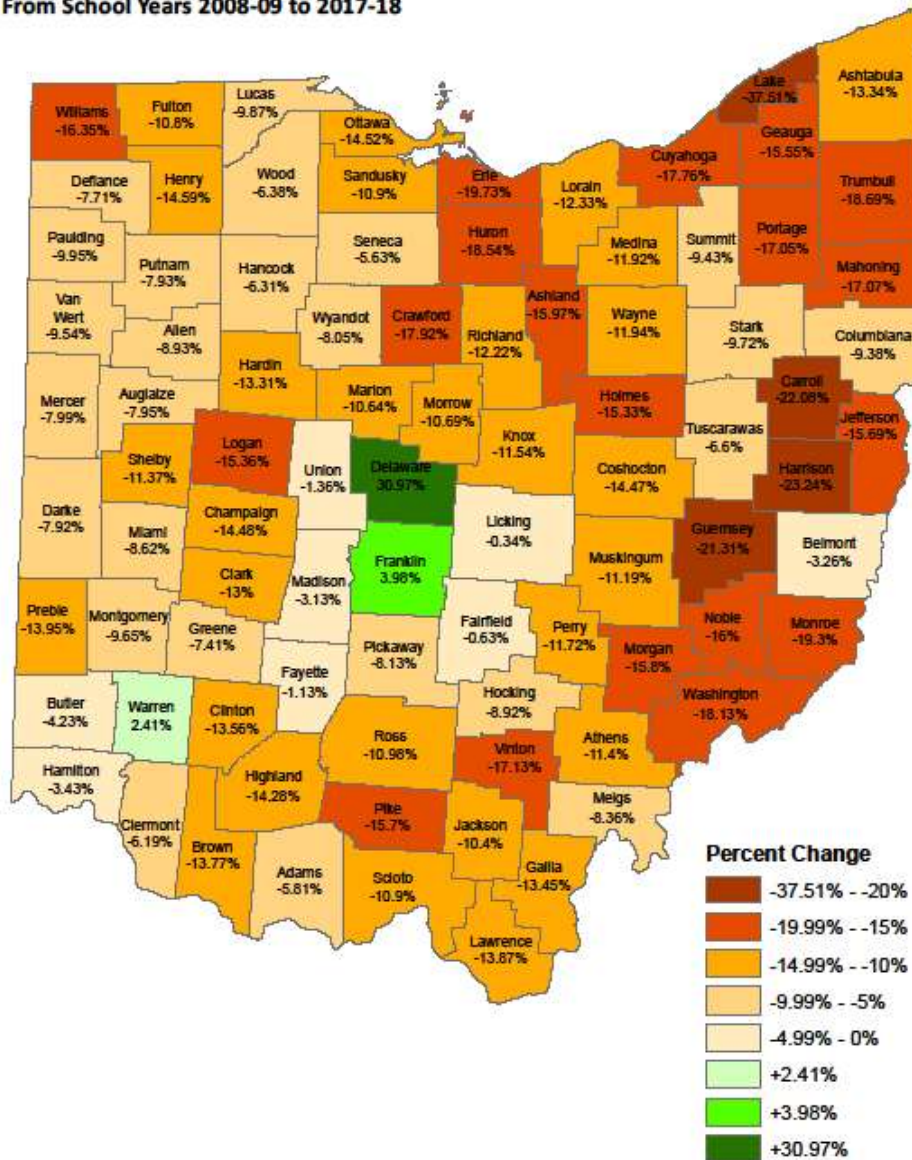 From School Years 2008-09 to 2017-18
Williams
-16.35%
Fulton
-10.8%
Lucas
-9.87%
Ottawa
-14.52%
Lake
-37.51%
Ashtabula
-13.34%
Geauga
-15.55%
Cuyahoga
-17.76%
Defiance
-7.71%
Henry
-14.59%
Wood
-6.38%
Sandusky
-10.9%
Erie
-19.73%
Lorain
-12.33%
Trumbull
-18.69%
Paulding
-9.95%
Putnam
-7.93%
Hancock
-6.31%
Seneca
-5.63%
Huron
-18.54%
Medina
-11.92%
Summit
-9.43%
Portage
-17.05%
Mahoning
-17.07%
Van
Wert
-9.54%
Allen
-8.93%
Wyandot
-8.05%
Crawford
-17.92%
Richland
-12.22%
Ashland
-15.97%
Wayne
-11.94%
Stark
-9.72%
Columbiana
-9.38%
Mercer
-7.99%
Auglaize
-7.95%
Hardin
-13.31%
Marion
-10.64%
Morrow
-10.69%
Holmes
-15.33%
Carroll
-22.08%
Jefferson
-15.69%
Shelby
-11.37%
Logan
-15.36%
Union
-1.36%
Delaware
30.97%
Knox
-11.54%
Coshocton
-14.47%
Tuscarawas
-6.6%
Harrison
-23.24%
Darke
-7.92%
Miami
-8.62%
Champaign
-14.48%
Clark
-13%
Madison
-3.13%
Franklin
3.98%
Licking
-0.34%
Muskingum
-11.19%
Guernsey
-21.31%
Belmont
-3.26%
Preble
-13.95%
Montgomery
-9.65%
Greene
-7.41%
Fayette
-1.13%
Pickaway
-8.13%
Fairfield
-0.63%
Perry
-11.72%
Morgan
-15.8%
Noble
-16%
Monroe
-19.3%
Butler
-4.23%
Warren
2.41%
Clinton
-13.56%
Ross
-10.98%
Hocking
-8.92%
Athens
-11.4%
Washington
-18.13%
Hamilton
-3.43%
Clermont
-6.19%
Brown
-13.77%
Highland
-14.28%
Pike
-15.7%
Vinton
-17.13%
Jackson
-10.4%
Meigs
-8.36%
Adams
-5.81%
Scioto
-10.9%
Gallia
-13.45%
Lawrence
-13.87%
Percent Change
-37.51% - -20%
-19.99% - -15%
-14.99% - -10%
-9.99% - -5%
-4.99% - 0%
+2.41%
+3.98%
+30.97%